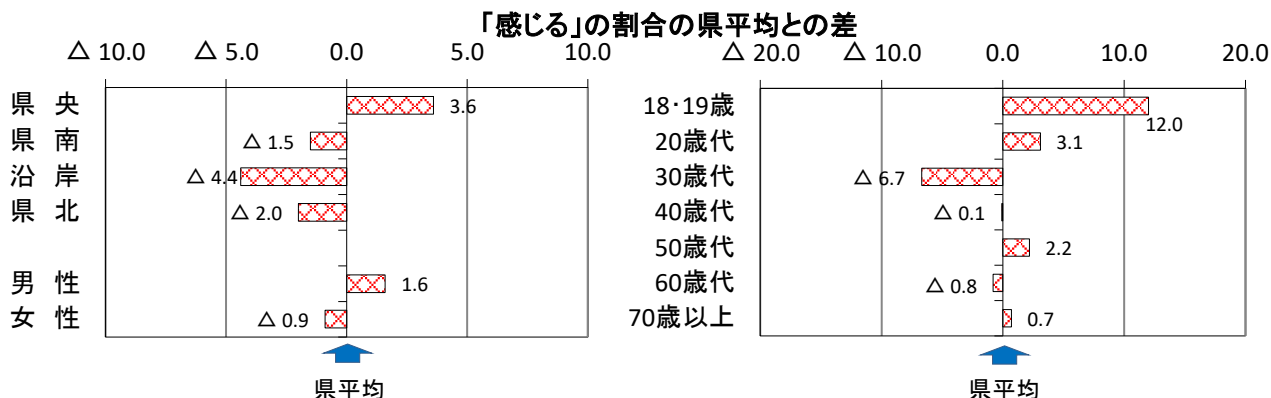 「感じる」の割合の県平均との差
△ 10.0 △ 5.0 0.0 5.0 10.0
県 央 3.6
県 南 △ 1.5
沿 岸 △ 4.4
県 北 △ 2.0
男 性 1.6
女 性 △ 0.9
県平均
△ 20.0 △ 10.0 0.0 10.0 20.0
18・19歳 12.0
20歳代 3.1
30歳代 △ 6.7
40歳代 △ 0.1
50歳代 2.2
60歳代 △ 0.8
70歳以上 0.7
県平均